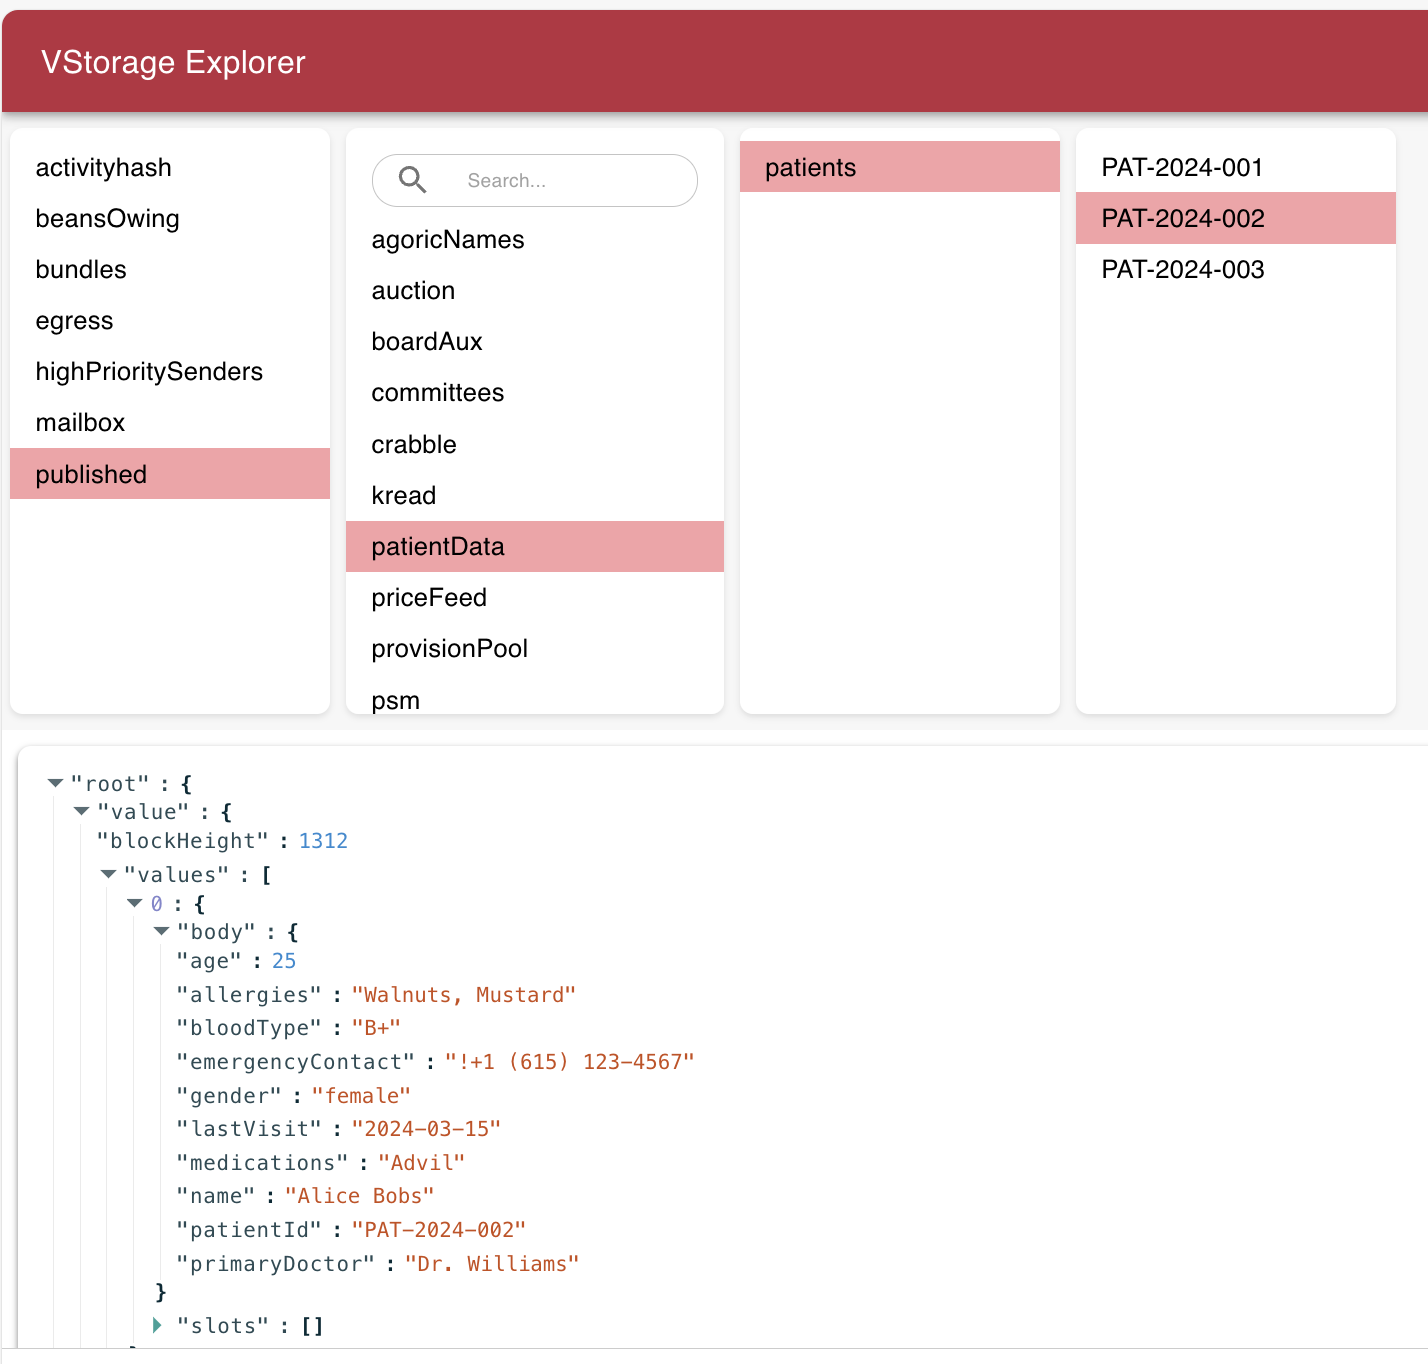 VStorage Explorer
activityhash
beansOwing
bundles
egress
highPrioritySenders
mailbox
published
Search...
agoricNames
auction
boardAux
committees
crabble
kread
patientData
priceFeed
provisionPool
psm
patients
PAT-2024-001
PAT-2024-002
PAT-2024-003
"root" : {
"value" : {
"blockHeight" : 1312
"values" : [
0 : {
"body" : {
"age" : 25
"allergies" : "Walnuts, Mustard"
"bloodType" : "B+"
"emergencyContact" : "!+1 (615) 123-4567"
"gender" : "female"
"lastVisit" : "2024-03-15"
"medications" : "Advil"
"name" : "Alice Bobs"
"patientId" : "PAT-2024-002"
"primaryDoctor" : "Dr. Williams"
}
"slots" : []